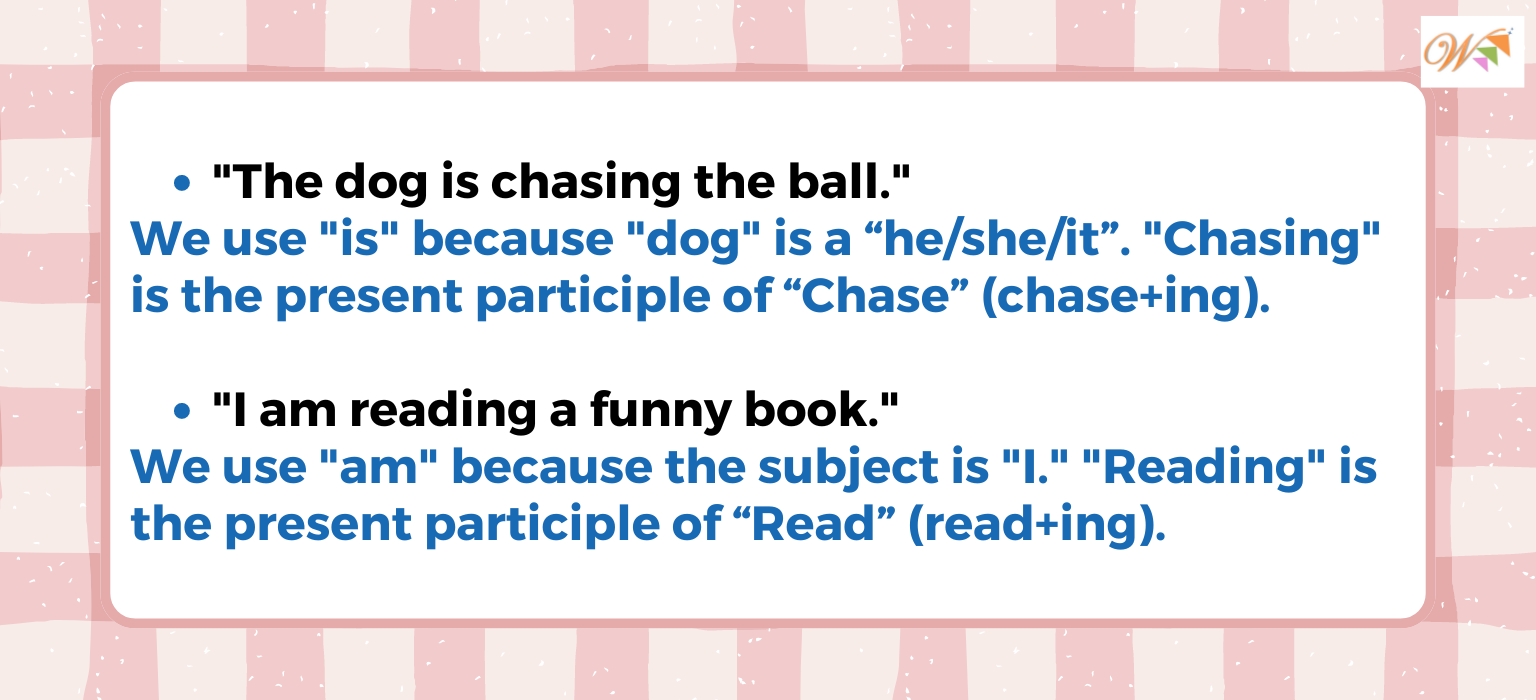 W
• "The dog is chasing the ball."
We use "is" because "dog" is a “he/she/it”. "Chasing"
is the present participle of “Chase” (chase+ing).
• "I am reading a funny book."
We use "am" because the subject is "I." "Reading" is
the present participle of “Read” (read+ing).